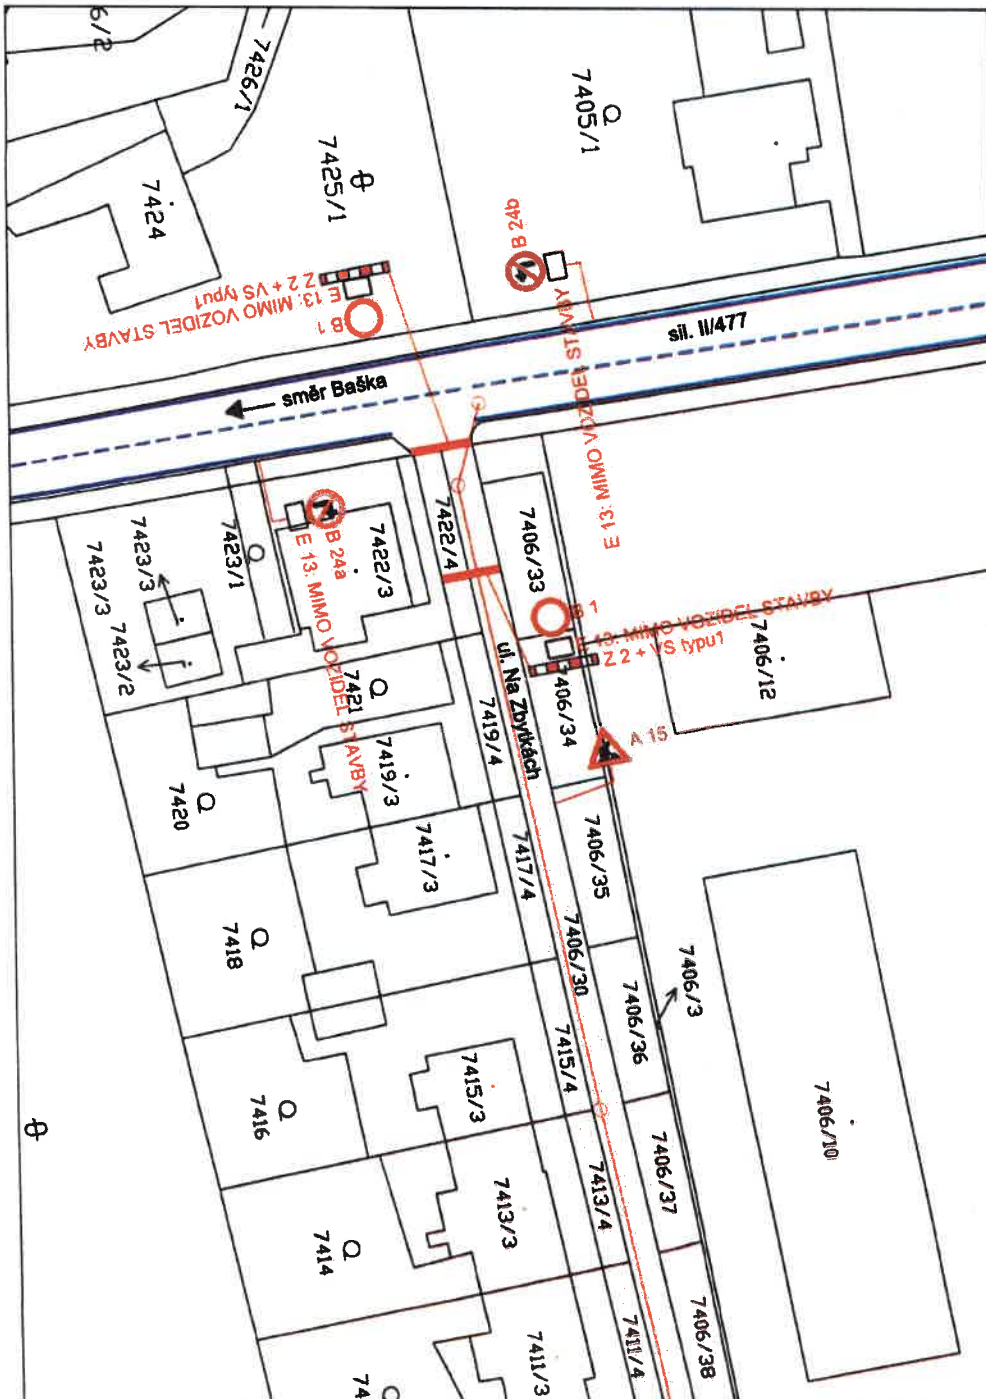 6/2
7426/1
7405/1
7425/1
7424
B 24b
E 13: MIMO VOZIDEL STAVBY
Z 2 + VS typu1
E 13: MIMO VOZIDEL STAVBY
B 1
sil. II/477
směr Baška
7422/4
7406/33
7422/3
B 24a
E 13: MIMO VOZIDEL STAVBY
7423/1
7423/3
7423/3
7423/2
B 1
E 13: MIMO VOZIDEL STAVBY
Z 2 + VS typu1
7406/12
ul. Na Zbytkách
7406/34
A 15
7421
7419/4
7419/3
7420
7417/3
7417/4
7406/35
7418
7406/30
7406/36
7406/3
7415/4
7415/3
7416
7406/10
7406/37
7413/4
7413/3
7414
7406/38
7411/4
7411/3
74